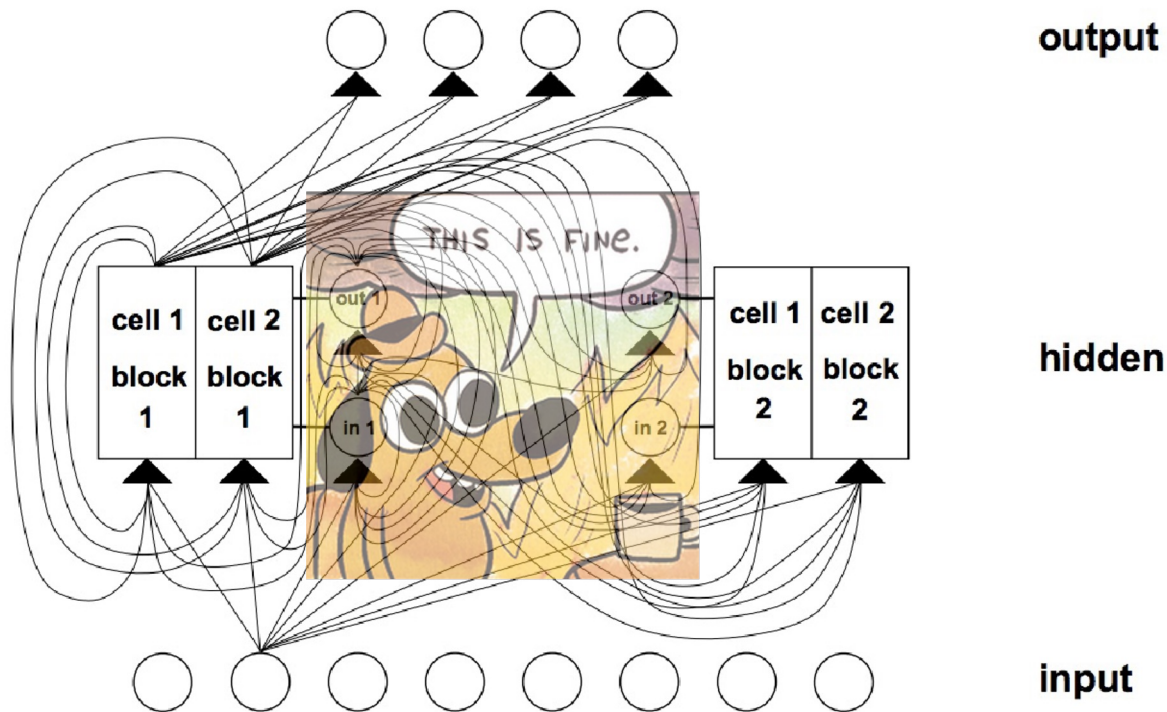 output
THIS IS FINE.
out 1
out 2
cell 1
block
1
cell 2
block
1
cell 1
block
2
cell 2
block
2
hidden
in 1
in 2
input